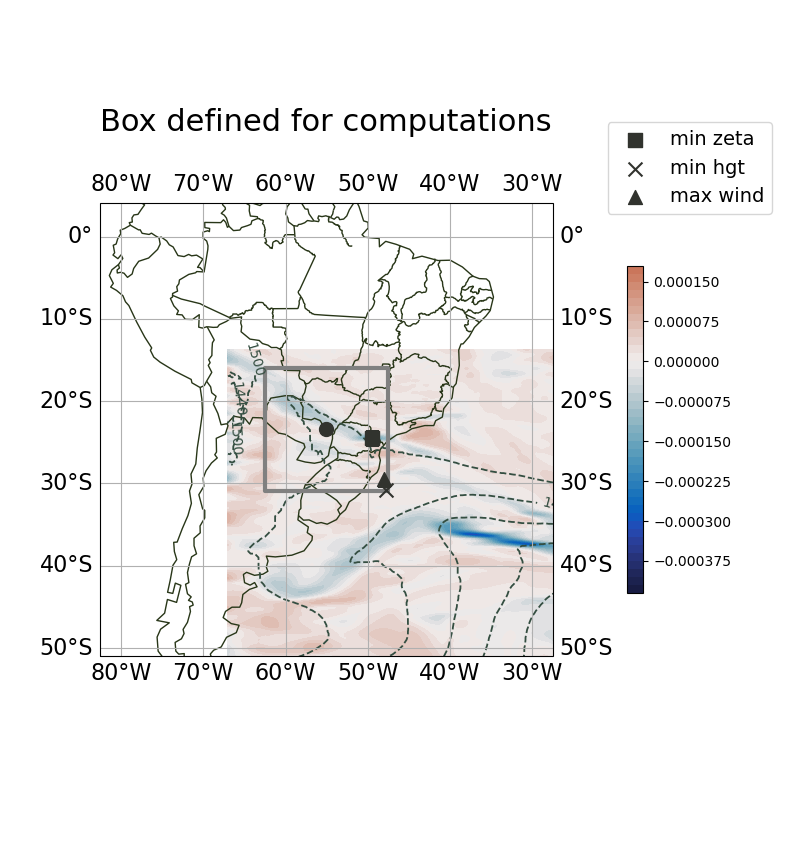 Box defined for computations
min zeta
min hgt
max wind
80°W 70°W 60°W 50°W 40°W 30°W
0° 0°
10°S 10°S
20°S 20°S
30°S 30°S
40°S 40°S
50°S 50°S
80°W 70°W 60°W 50°W 40°W 30°W
1500
1440
1500
0.000150
0.000075
0.000000
−0.000075
−0.000150
−0.000225
−0.000300
−0.000375